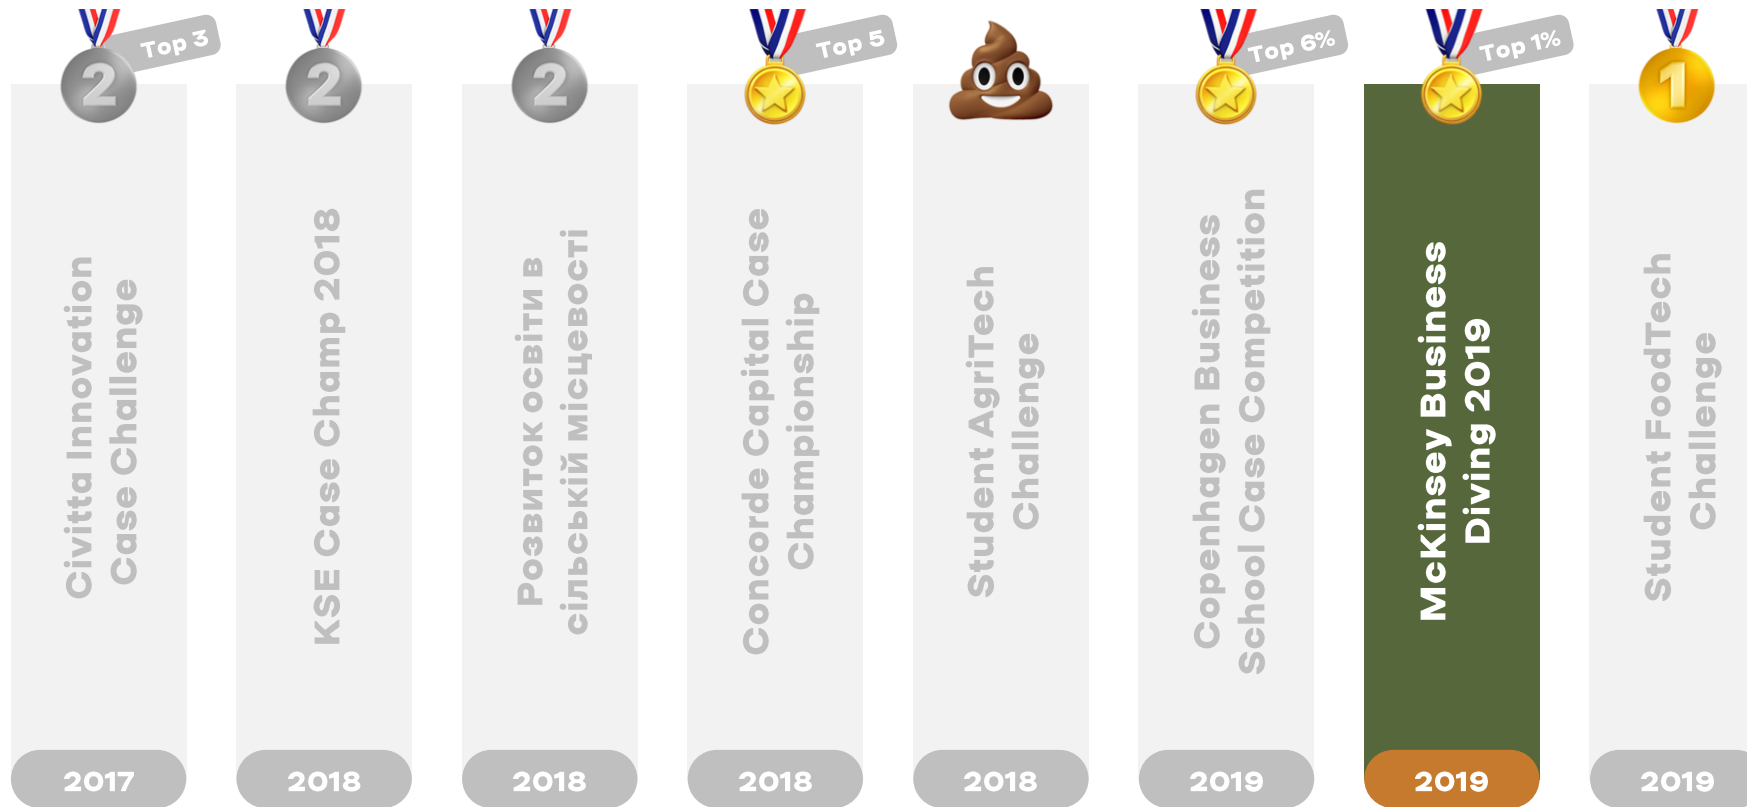 Top 3
2
Civitta Innovation
Case Challenge
2017
2
KSE Case Champ 2018
2018
2
Розвиток освіти в
сільській місцевості
2018
Top 5
Concorde Capital Case
Championship
2018
Student AgriTech
Challenge
2018
Top 6%
Copenhagen Business
School Case Competition
2019
Top 1%
McKinsey Business
Diving 2019
2019
1
Student FoodTech
Challenge
2019